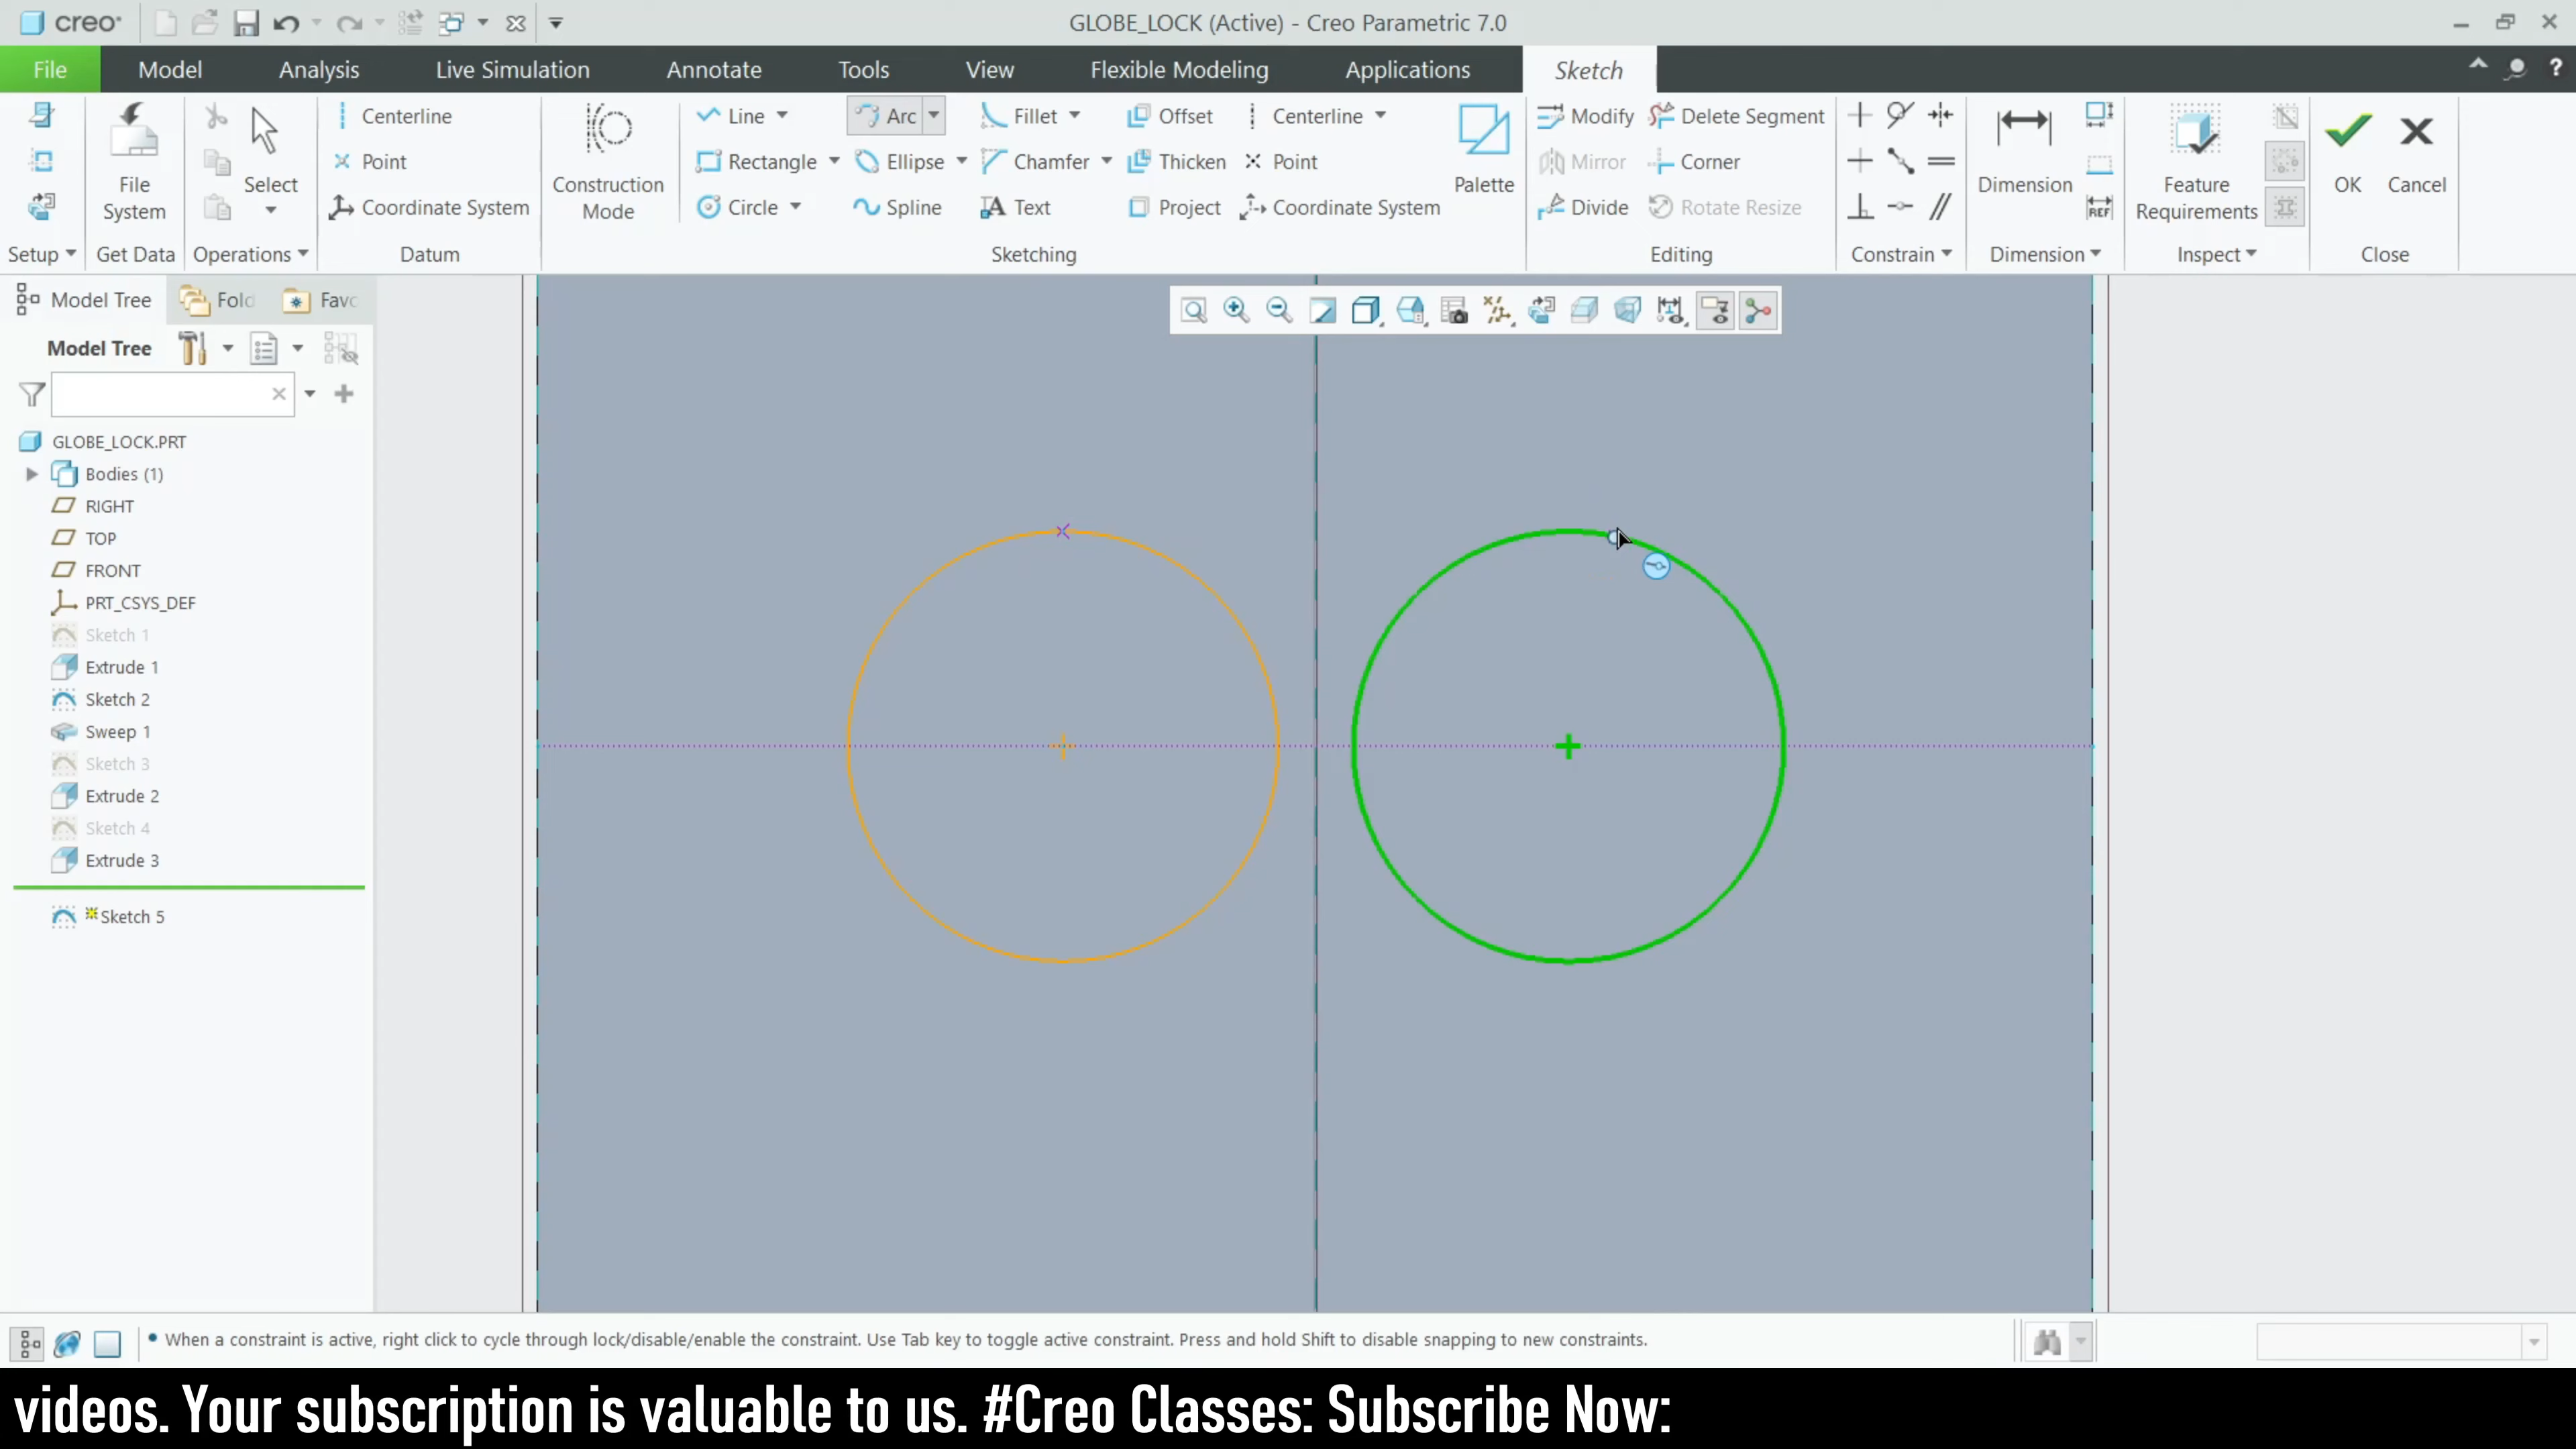 creo
GLOBE_LOCK (Active) - Creo Parametric 7.0
File Model Analysis Live Simulation Annotate Tools View Flexible Modeling Applications Sketch
Centerline Line Arc Fillet Offset Centerline Modify Delete Segment
Point Rectangle Ellipse Chamfer Thicken Point Mirror Corner
File System Select Construction Mode Palette Dimension Feature Requirements OK Cancel
Coordinate System Circle Spline Text Project Coordinate System Divide Rotate Resize
REF
Setup Get Data Operations Datum Sketching Editing Constrain Dimension Inspect Close
Model Tree Fold Favo
Model Tree
GLOBE_LOCK.PRT
Bodies (1)
RIGHT
TOP
FRONT
PRT_CSYS_DEF
Sketch 1
Extrude 1
Sketch 2
Sweep 1
Sketch 3
Extrude 2
Sketch 4
Extrude 3
Sketch 5
When a constraint is active, right click to cycle through lock/disable/enable the constraint. Use Tab key to toggle active constraint. Press and hold Shift to disable snapping to new constraints.
videos. Your subscription is valuable to us. #Creo Classes: Subscribe Now: